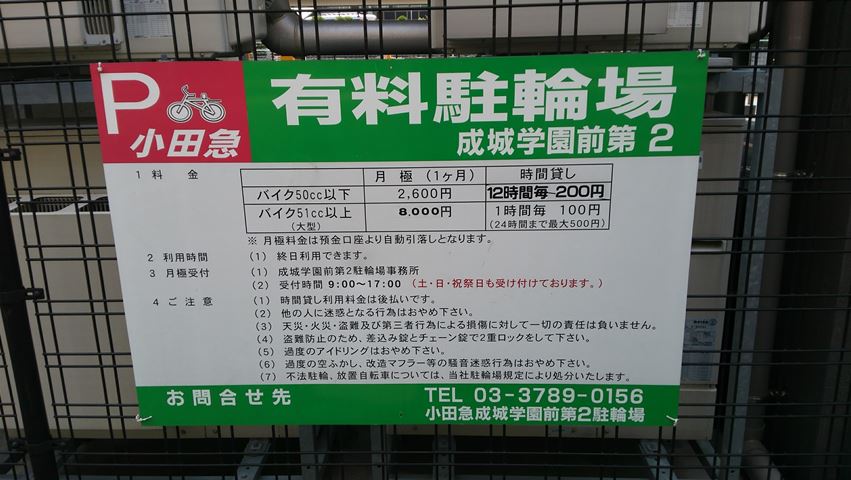 P
小田急
有料駐輪場
成城学園前第2
1 料金
月極（1ヶ月） 時間貸し
バイク50cc以下 2,600円 12時間毎 200円
バイク51cc以上 8,000円 1時間毎 100円
(大型) (24時間まで最大500円)
※ 月極料金は預金口座より自動引落しとなります。
2 利用時間 (1) 終日利用できます。
3 月極受付 (1) 成城学園前第2駐輪場事務所
(2) 受付時間 9:00～17:00 （土・日・祝祭日も受け付けております。）
4 ご注意 (1) 時間貸し利用料金は後払いです。
(2) 他の人に迷惑となる行為はおやめ下さい。
(3) 天災・火災・盗難及び第三者行為による損傷に対して一切の責任は負いません。
(4) 盗難防止のため、差込み錠とチェーン錠で2重ロックをして下さい。
(5) 過度のアイドリングはおやめ下さい。
(6) 過度の空ふかし、改造マフラー等の騒音迷惑行為はおやめ下さい。
(7) 不法駐輪、放置自転車については、当社駐輪場規定により処分いたします。
お問合せ先 TEL 03-3789-0156
小田急成城学園前第2駐輪場